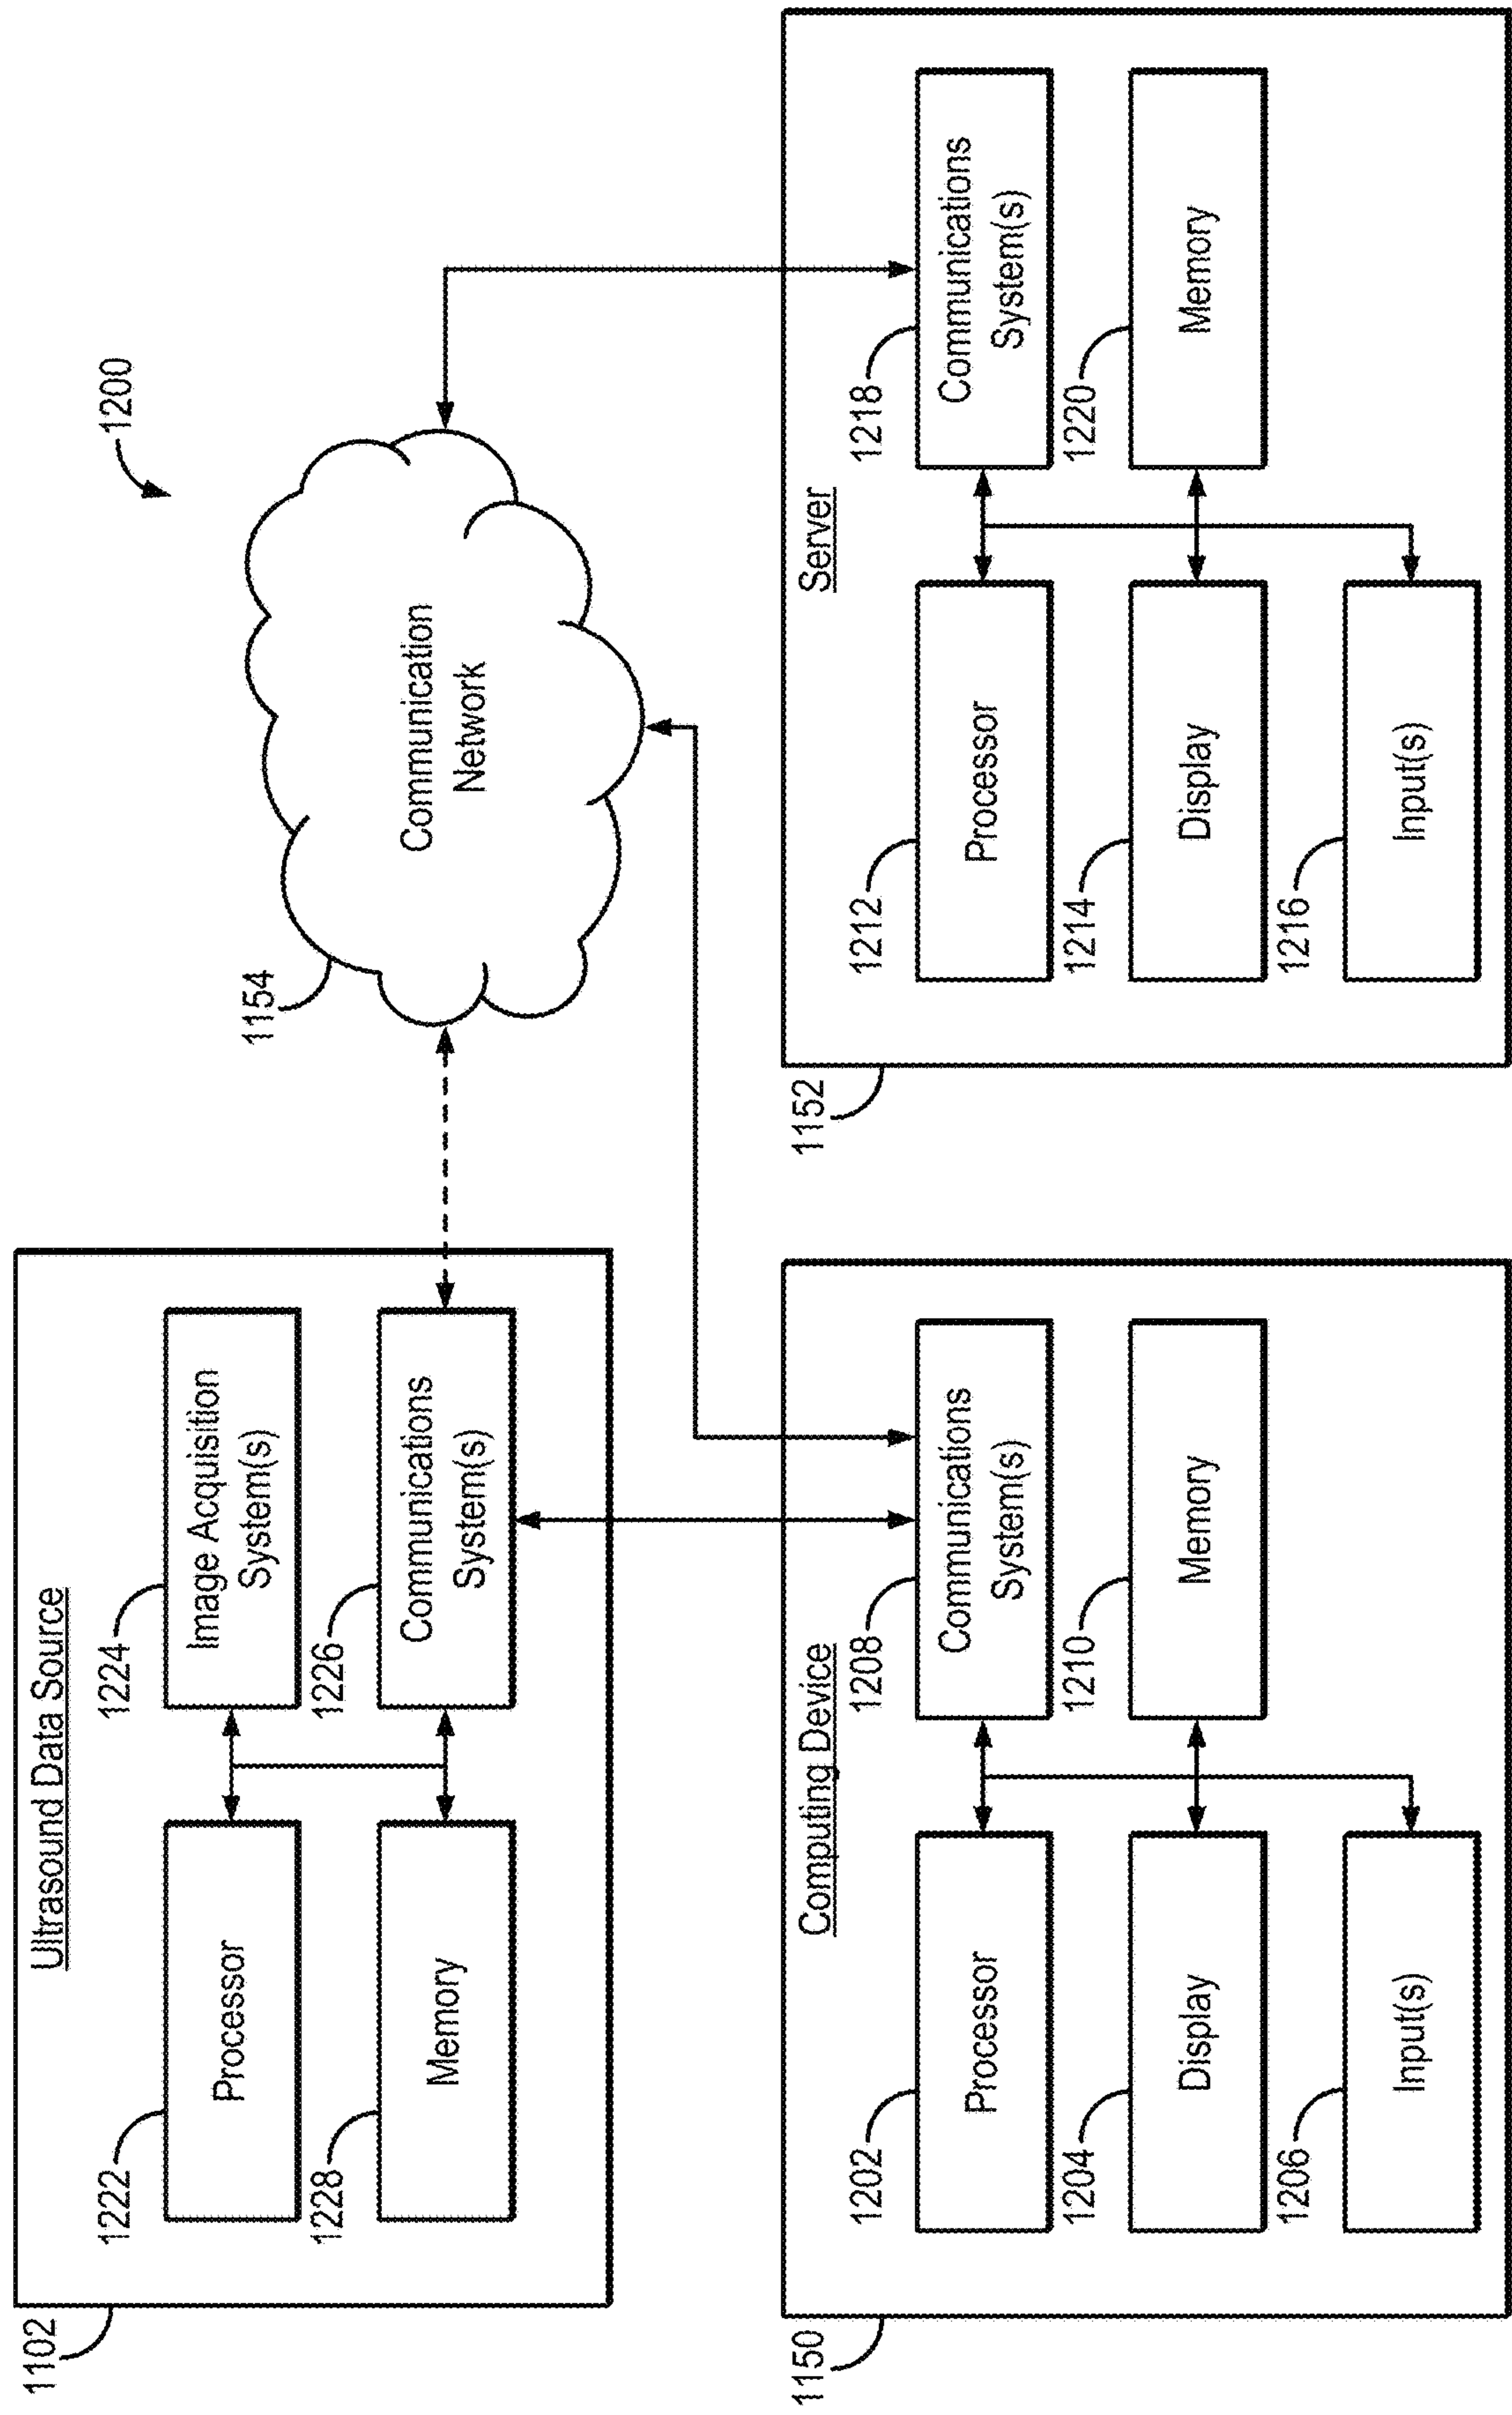 1200
1102
Ultrasound Data Source
1222
Processor
1224
Image Acquisition
System(s)
1228
Memory
1226
Communications
System(s)
1154
Communication
Network
1150
Computing Device
1202
Processor
1208
Communications
System(s)
1204
Display
1210
Memory
1206
Input(s)
1152
Server
1212
Processor
1218
Communications
System(s)
1214
Display
1220
Memory
1216
Input(s)